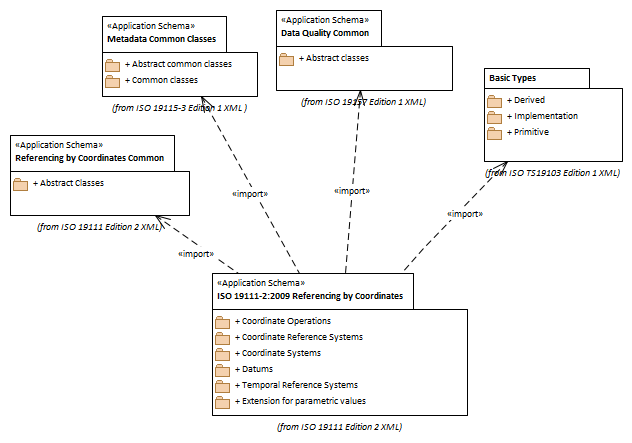 «Application Schema»
Metadata Common Classes
+ Abstract common classes
+ Common classes
(from ISO 19115-3 Edition 1 XML )
«Application Schema»
Data Quality Common
+ Abstract classes
(from ISO 19157 Edition 1 XML)
Basic Types
+ Derived
+ Implementation
+ Primitive
(from ISO TS19103 Edition 1 XML)
«Application Schema»
Referencing by Coordinates Common
+ Abstract Classes
(from ISO 19111 Edition 2 XML)
«import»
«import»
«import»
«import»
«Application Schema»
ISO 19111-2:2009 Referencing by Coordinates
+ Coordinate Operations
+ Coordinate Reference Systems
+ Coordinate Systems
+ Datums
+ Temporal Reference Systems
+ Extension for parametric values
(from ISO 19111 Edition 2 XML)